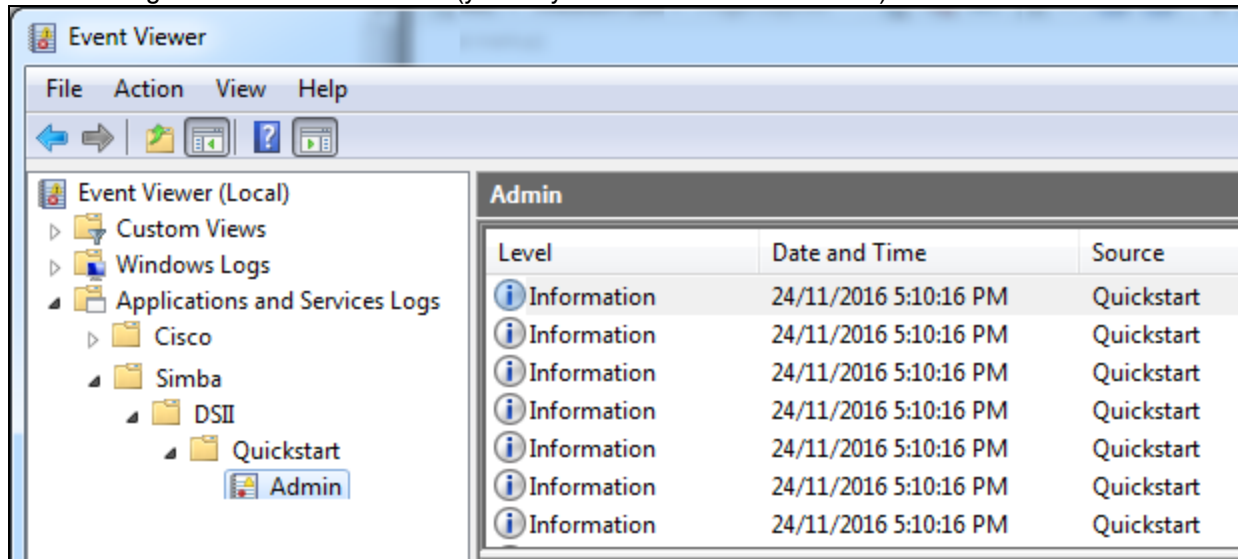 Event Viewer
File Action View Help
Event Viewer (Local)
Custom Views
Windows Logs
Applications and Services Logs
Cisco
Simba
DSII
Quickstart
Admin
Admin
Level Date and Time Source
Information 24/11/2016 5:10:16 PM Quickstart
Information 24/11/2016 5:10:16 PM Quickstart
Information 24/11/2016 5:10:16 PM Quickstart
Information 24/11/2016 5:10:16 PM Quickstart
Information 24/11/2016 5:10:16 PM Quickstart
Information 24/11/2016 5:10:16 PM Quickstart
Information 24/11/2016 5:10:16 PM Quickstart